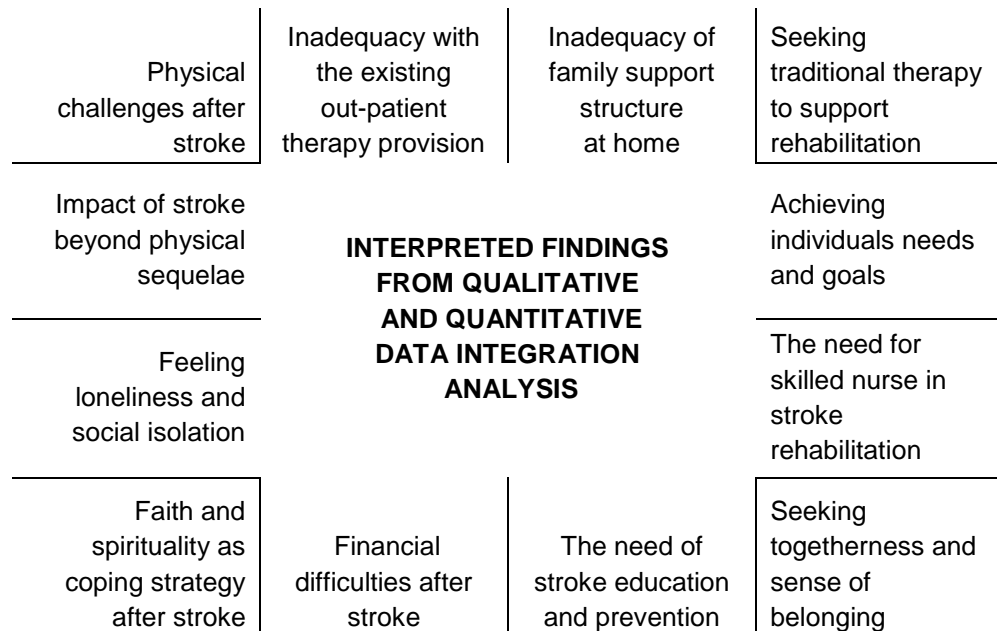 Physical
challenges after
stroke
Inadequacy with
the existing
out-patient
therapy provision
Inadequacy of
family support
structure
at home
Seeking
traditional therapy
to support
rehabilitation
Impact of stroke
beyond physical
sequelae
INTERPRETED FINDINGS
FROM QUALITATIVE
AND QUANTITATIVE
DATA INTEGRATION
ANALYSIS
Achieving
individuals needs
and goals
Feeling
loneliness and
social isolation
The need for
skilled nurse in
stroke
rehabilitation
Faith and
spirituality as
coping strategy
after stroke
Financial
difficulties after
stroke
The need of
stroke education
and prevention
Seeking
togetherness and
sense of
belonging